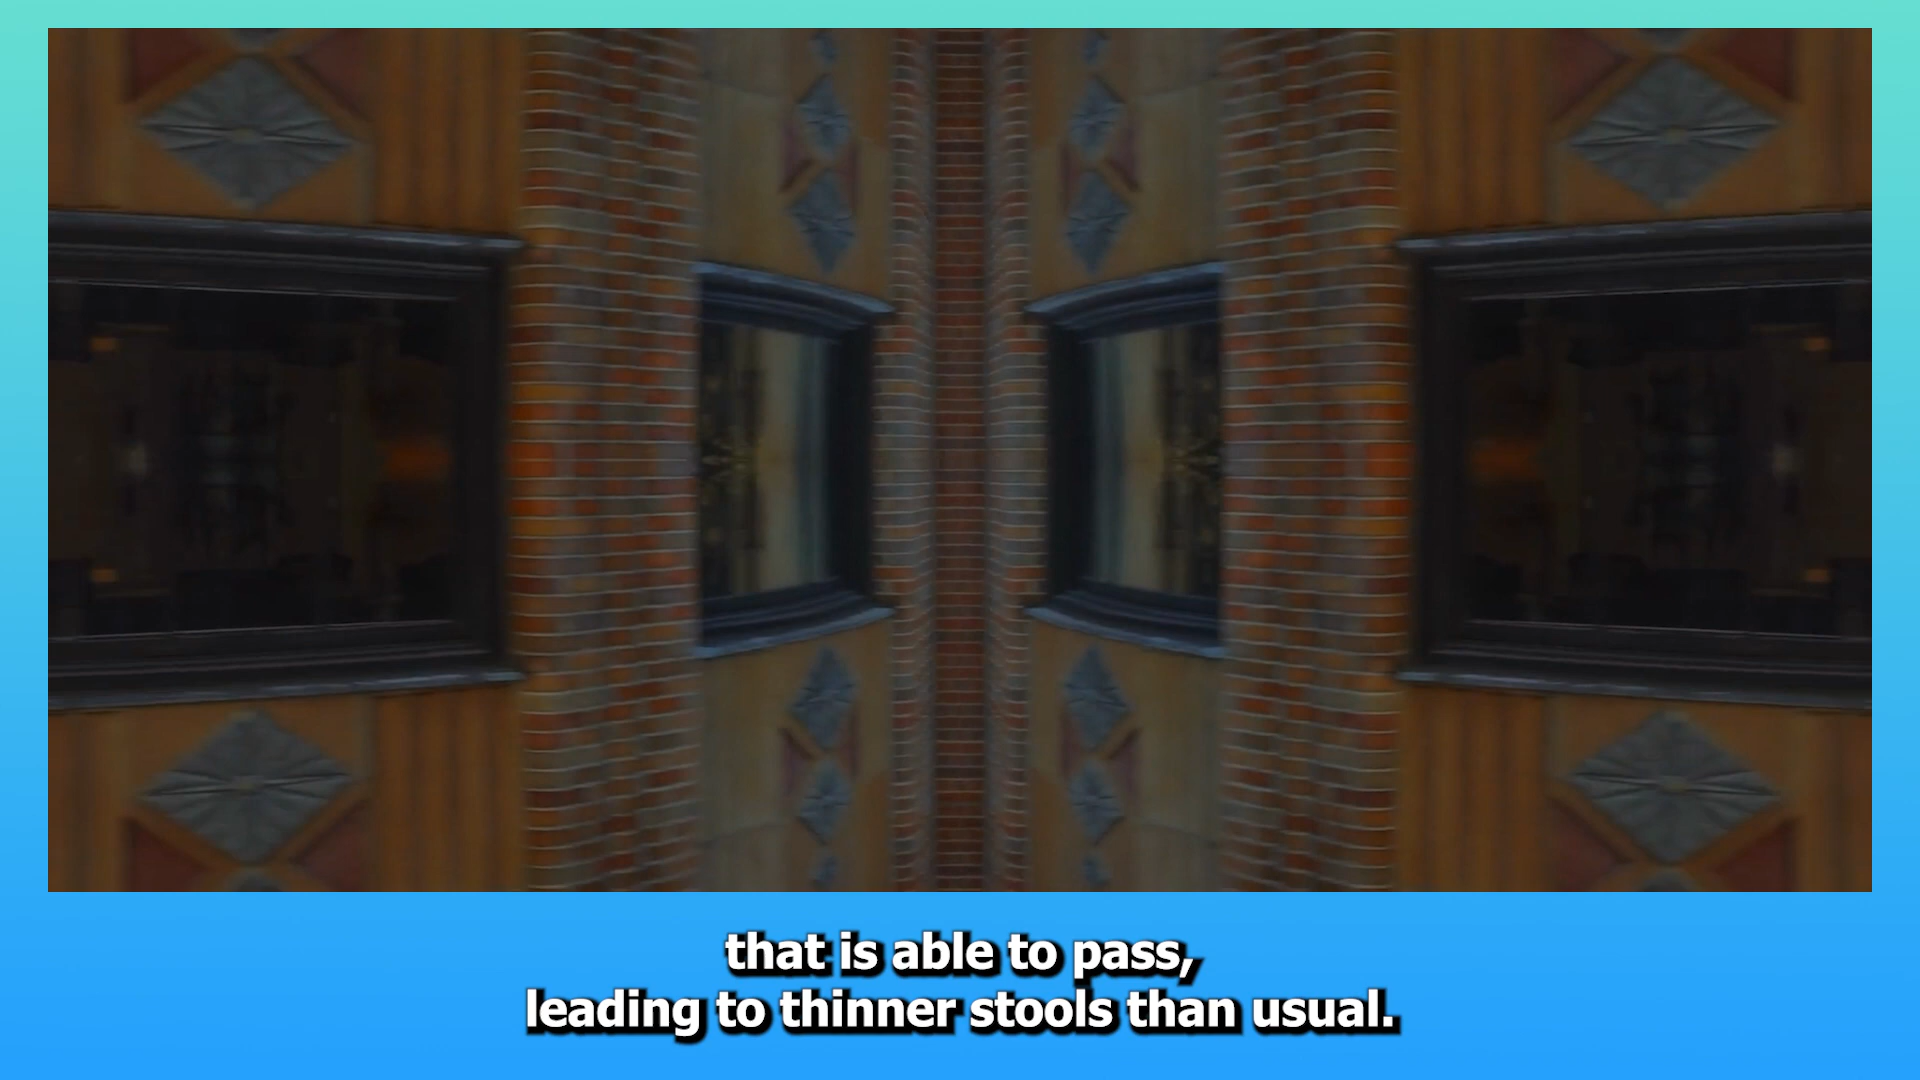 that is able to pass,
leading to thinner stools than usual.